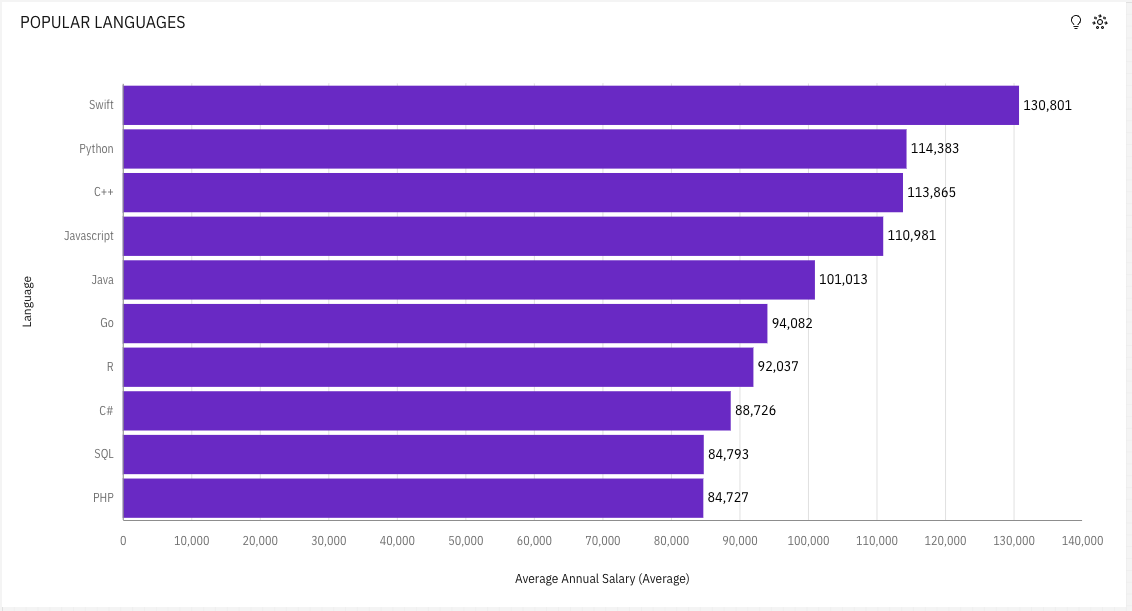 POPULAR LANGUAGES
Language
Swift 130,801
Python 114,383
C++ 113,865
Javascript 110,981
Java 101,013
Go 94,082
R 92,037
C# 88,726
SQL 84,793
PHP 84,727
0 10,000 20,000 30,000 40,000 50,000 60,000 70,000 80,000 90,000 100,000 110,000 120,000 130,000 140,000
Average Annual Salary (Average)